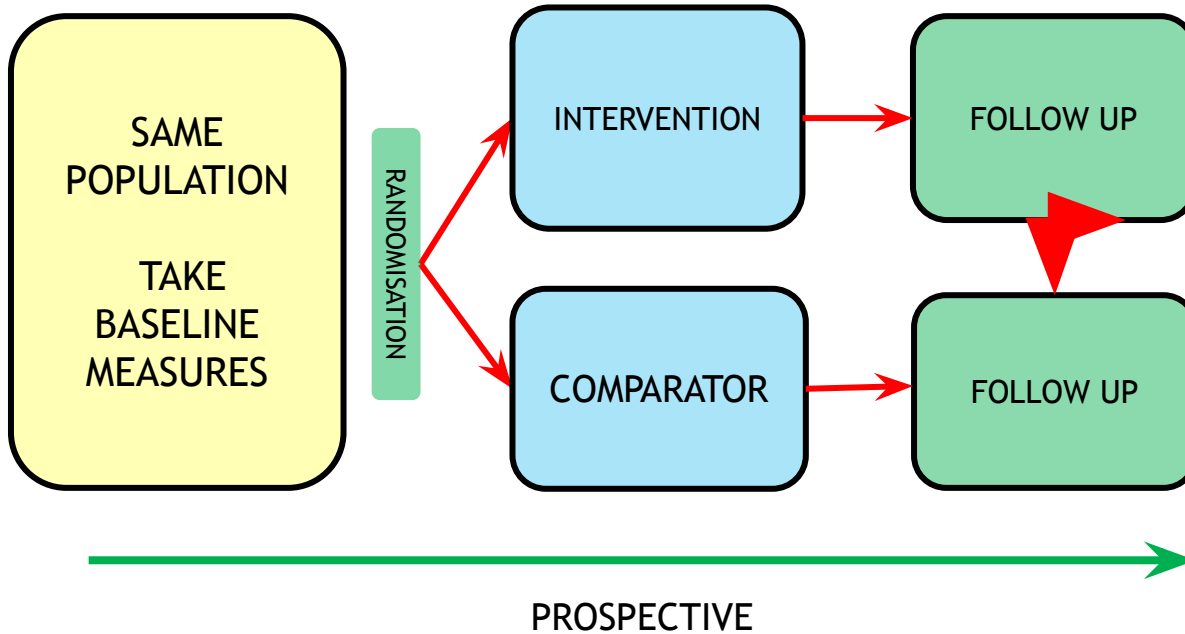 SAME
POPULATION
TAKE
BASELINE
MEASURES
RANDOMISATION
INTERVENTION
FOLLOW UP
COMPARATOR
FOLLOW UP
PROSPECTIVE